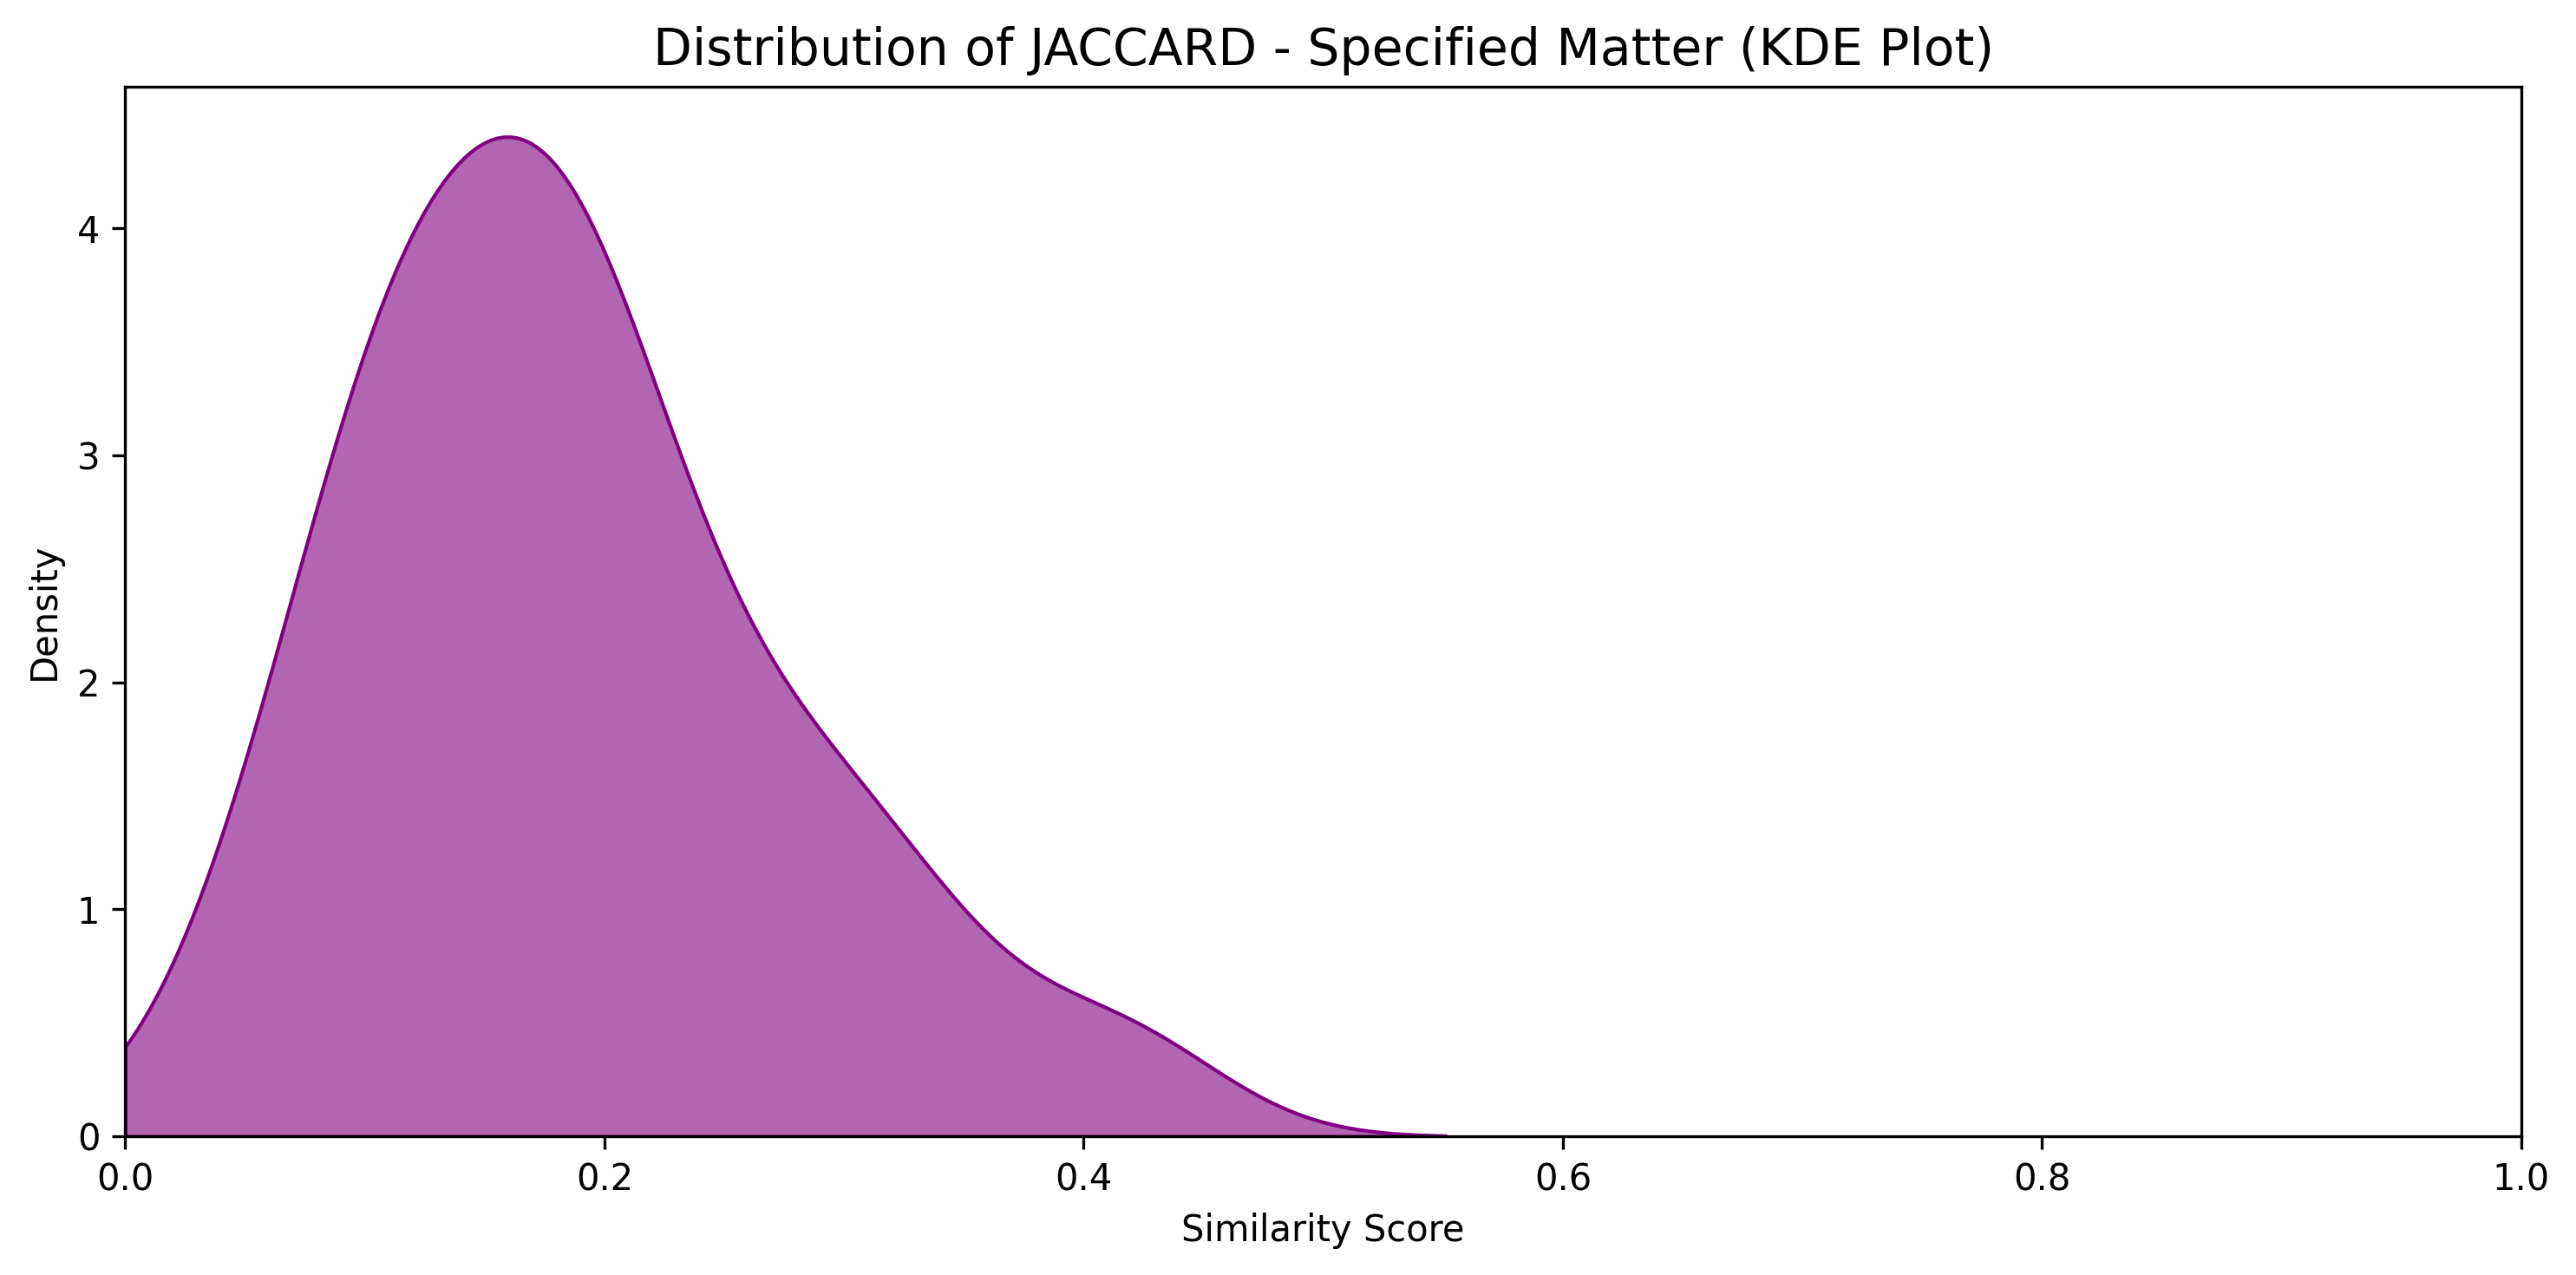 Distribution of JACCARD - Specified Matter (KDE Plot)
Density
4
3
2
1
0
0.0 0.2 0.4 0.6 0.8 1.0
Similarity Score